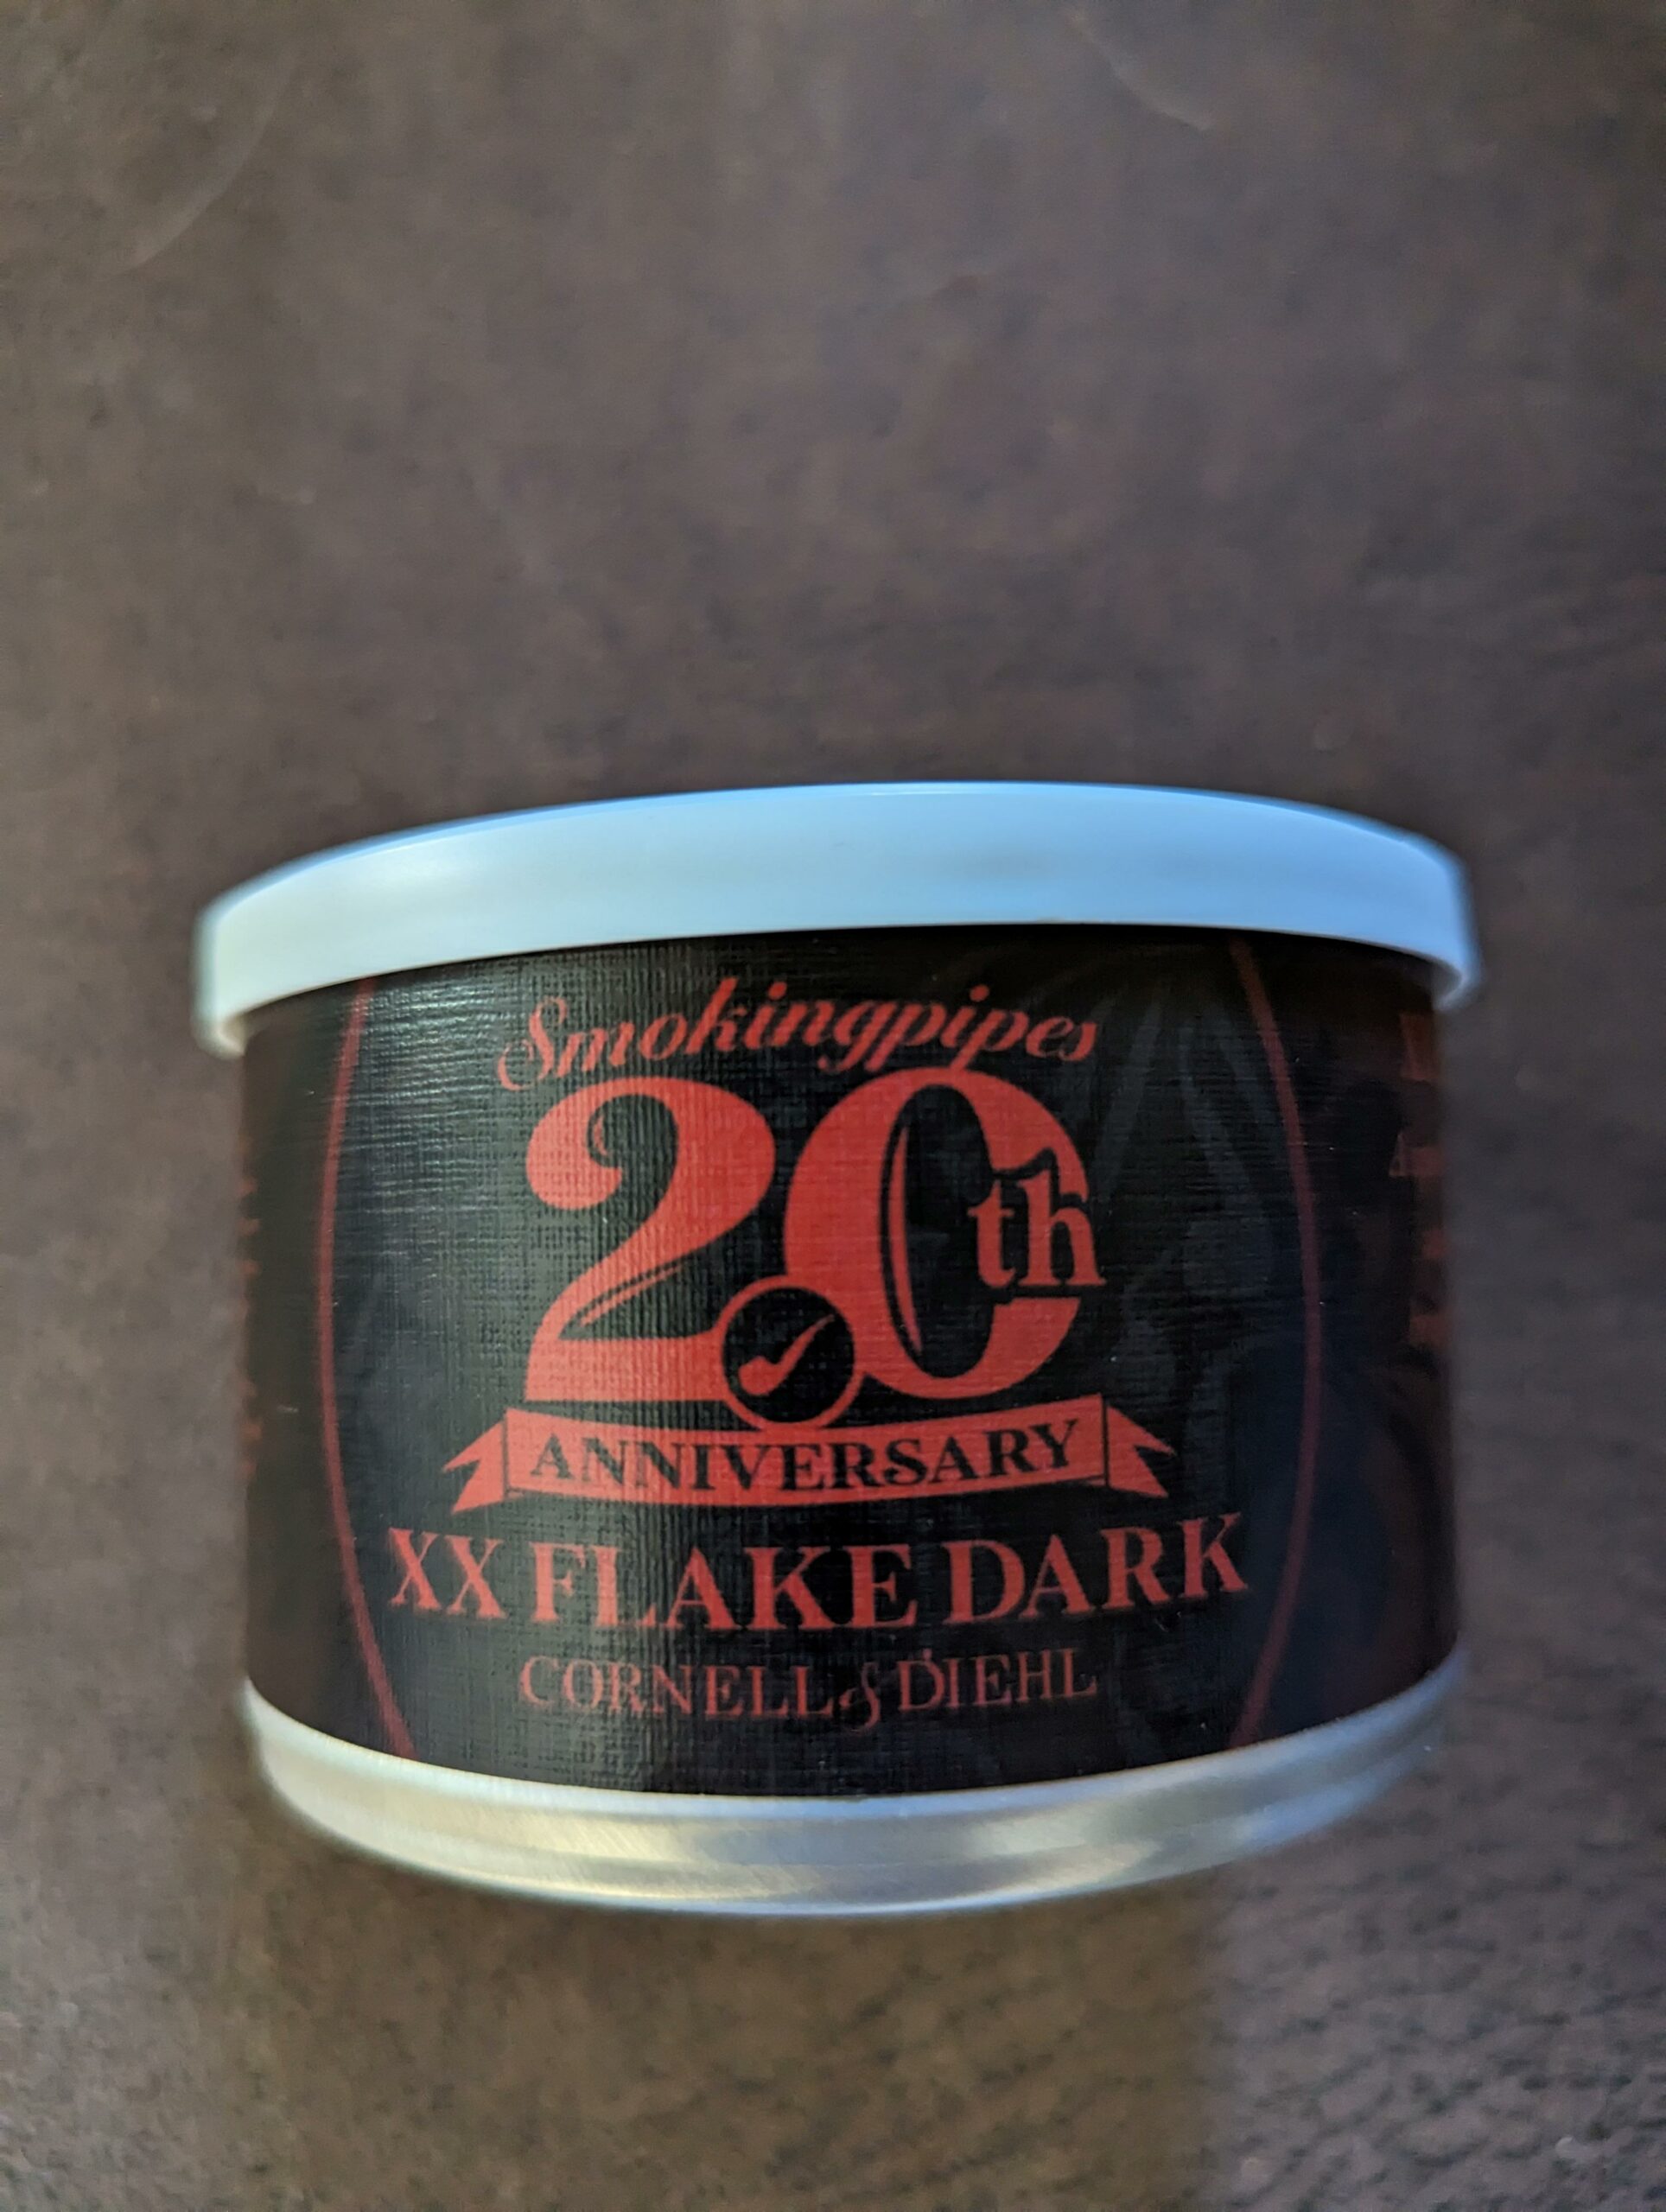 Smokingpipes
20th
ANNIVERSARY
XX FLAKE DARK
CORNELL & DIEHL